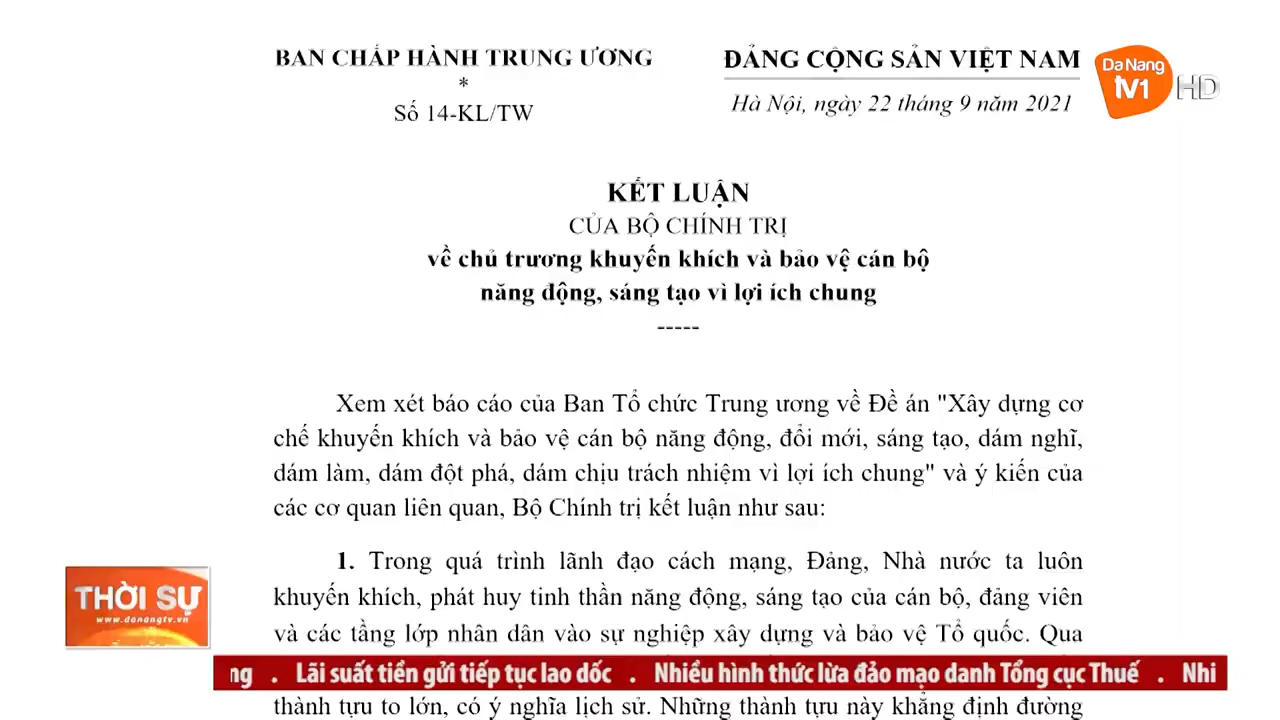 BAN CHẤP HÀNH TRUNG ƯƠNG
*
Số 14-KL/TW
ĐẢNG CỘNG SẢN VIỆT NAM
Hà Nội, ngày 22 tháng 9 năm 2021
Da Nang
TV1 HD
KẾT LUẬN
CỦA BỘ CHÍNH TRỊ
về chủ trương khuyến khích và bảo vệ cán bộ
năng động, sáng tạo vì lợi ích chung
-----
Xem xét báo cáo của Ban Tổ chức Trung ương về Đề án "Xây dựng cơ
chế khuyến khích và bảo vệ cán bộ năng động, đổi mới, sáng tạo, dám nghĩ,
dám làm, dám đột phá, dám chịu trách nhiệm vì lợi ích chung" và ý kiến của
các cơ quan liên quan, Bộ Chính trị kết luận như sau:
1. Trong quá trình lãnh đạo cách mạng, Đảng, Nhà nước ta luôn
khuyến khích, phát huy tinh thần năng động, sáng tạo của cán bộ, đảng viên
và các tầng lớp nhân dân vào sự nghiệp xây dựng và bảo vệ Tổ quốc. Qua
THỜI SỰ
www.danangtv.vn
ng . Lãi suất tiền gửi tiếp tục lao dốc . Nhiều hình thức lừa đảo mạo danh Tổng cục Thuế . Nhi
thành tựu to lớn, có ý nghĩa lịch sử. Những thành tựu này khẳng định đường